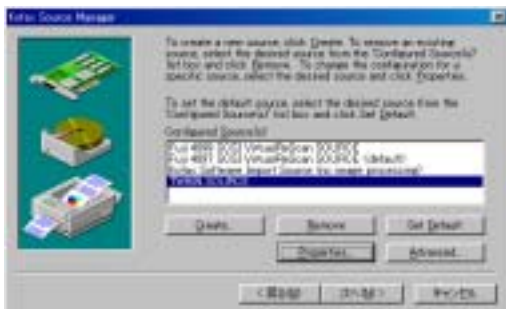 Kofax Source Manager
To create a new source, click Create. To remove an existing
source, select the desired source from the 'Configured Source(s)'
list box and click Remove. To change the configuration for a
specific source, select the desired source and click Properties.
To set the default source, select the desired source from the
'Configured Source(s)' list box and click Set Default.
Configured Source(s)
SCSI VirtualReScan SOURCE
SCSI VirtualReScan SOURCE (default)
Kofax Software Import Source (no image processing)
TWAIN SOURCE
Create...
Remove
Set Default
Properties...
Advanced...
< 戻る(B)
次へ(N) >
キャンセル